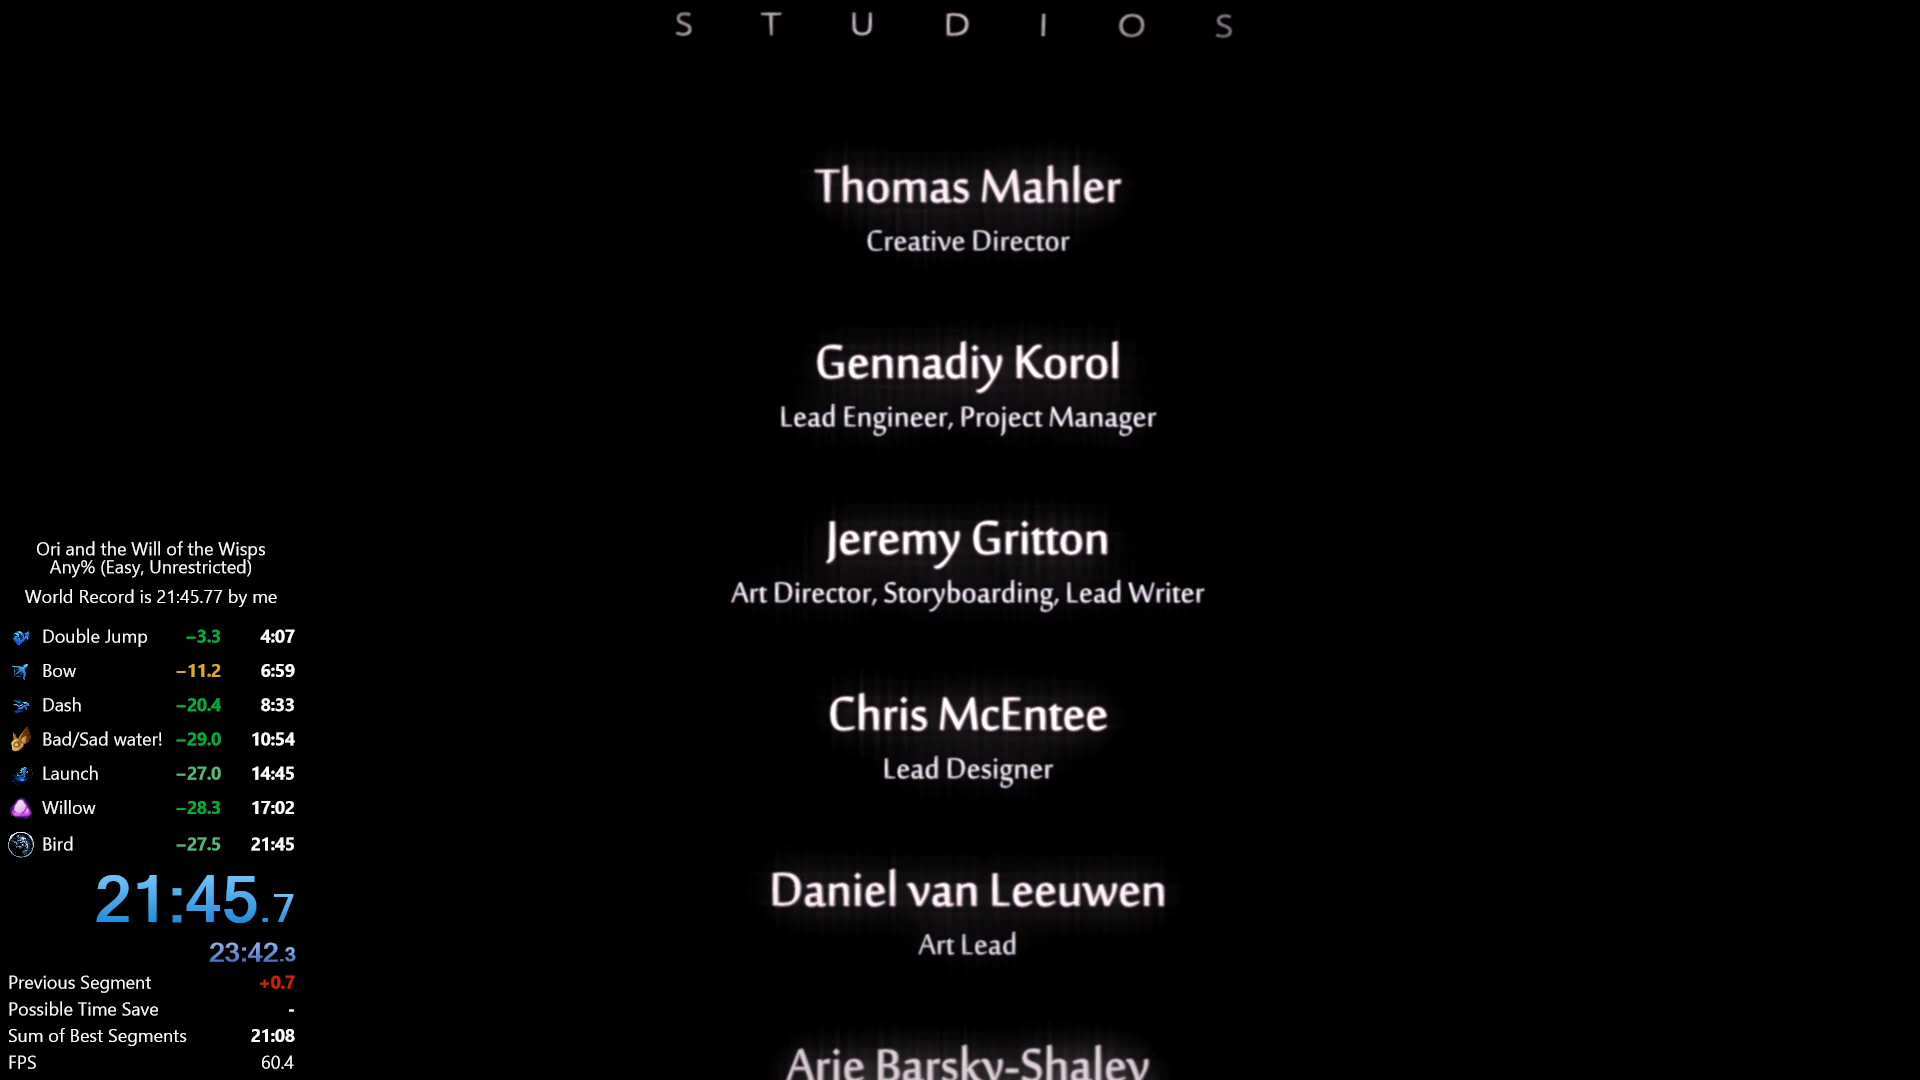 S T U D I O S
Thomas Mahler
Creative Director
Gennadiy Korol
Lead Engineer, Project Manager
Jeremy Gritton
Art Director, Storyboarding, Lead Writer
Chris McEntee
Lead Designer
Daniel van Leeuwen
Art Lead
Arie Barsky-Shalev
Ori and the Will of the Wisps
Any% (Easy, Unrestricted)
World Record is 21:45.77 by me
Double Jump −3.3 4:07
Bow −11.2 6:59
Dash −20.4 8:33
Bad/Sad water! −29.0 10:54
Launch −27.0 14:45
Willow −28.3 17:02
Bird −27.5 21:45
21:45.7
23:42.3
Previous Segment +0.7
Possible Time Save -
Sum of Best Segments 21:08
FPS 60.4